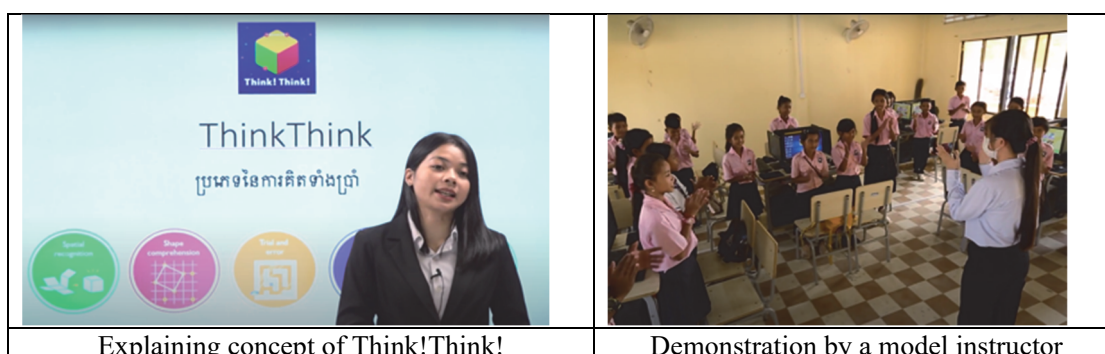 Think! Think!
ThinkThink
ប្រភេទនៃការគិតទាំងប្រាំ
Spatial
recognition
Shape
comprehension
Trial and
error
Explaining concept of Think!Think!
Demonstration by a model instructor